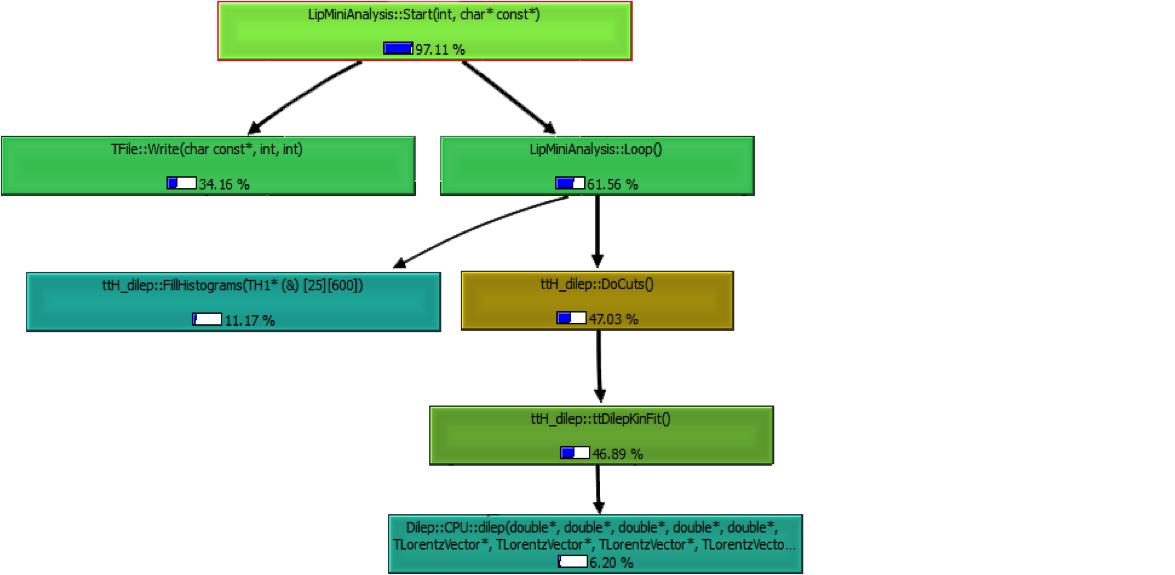 LipMiniAnalysis::Start(int, char* const*)
97.11 %
TFile::Write(char const*, int, int)
34.16 %
LipMiniAnalysis::Loop()
61.56 %
ttH_dilep::FillHistograms(TH1* (&) [25][600])
11.17 %
ttH_dilep::DoCuts()
47.03 %
ttH_dilep::ttDilepKinFit()
46.89 %
Dilep::CPU::dilep(double*, double*, double*, double*, double*,
TLorentzVector*, TLorentzVector*, TLorentzVector*, TLorentzVecto...
6.20 %